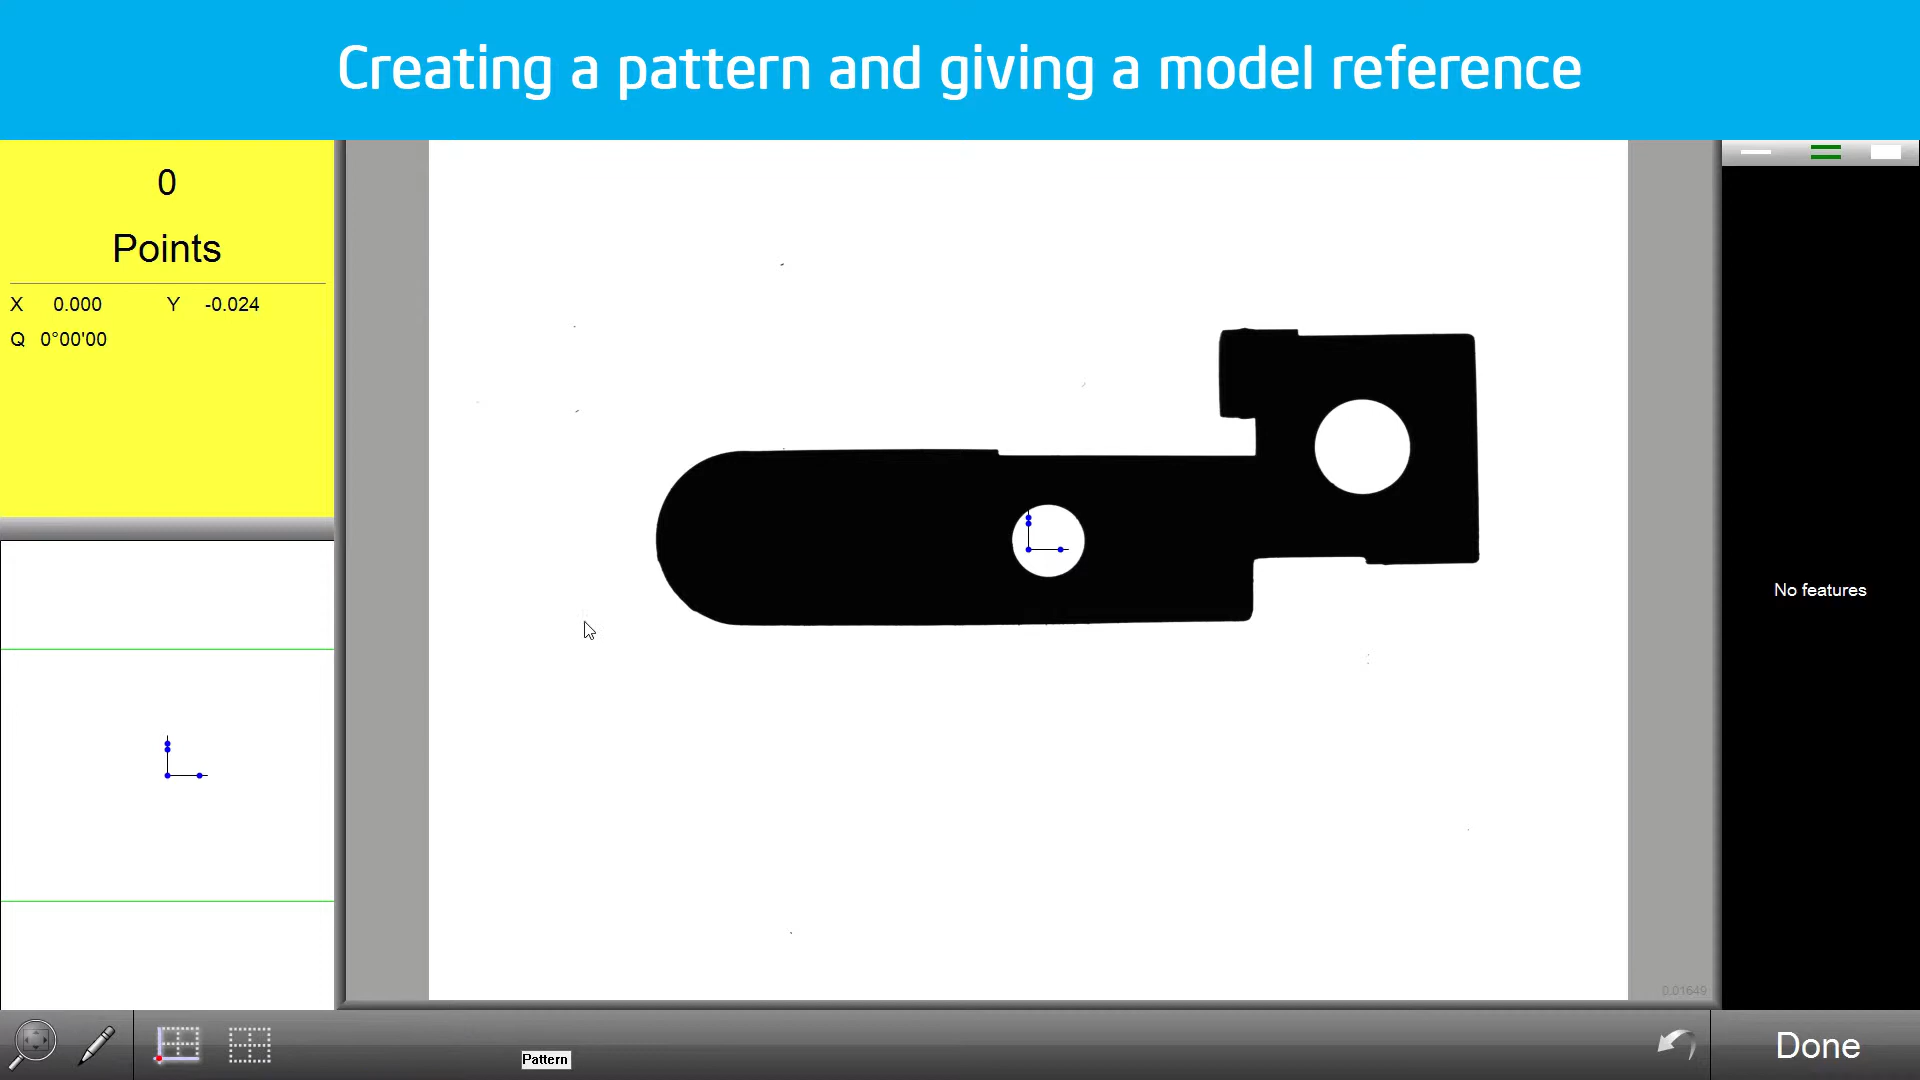 Creating a pattern and giving a model reference
0
Points
X 0.000 Y -0.024
Q 0°00'00
No features
0.01649
Pattern
Done